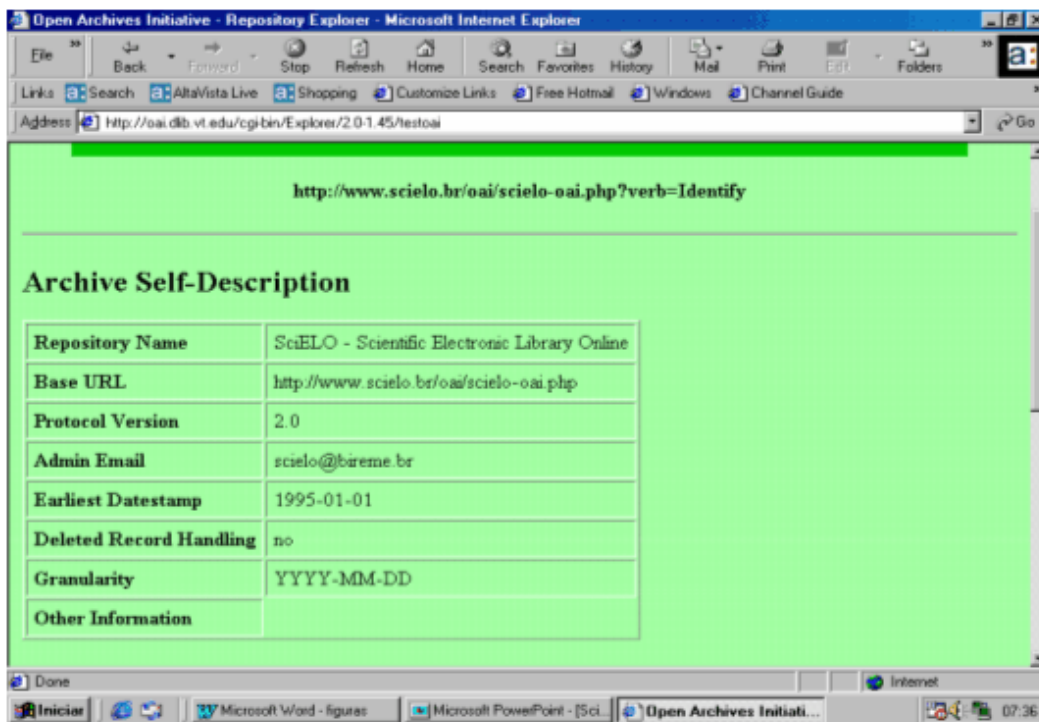 Open Archives Initiative - Repository Explorer - Microsoft Internet Explorer
File Back Forward Stop Refresh Home Search Favorites History Mail Print Edit Folders
Links Search AltaVista Live Shopping Customize Links Free Hotmail Windows Channel Guide
Address http://oai.dlib.vt.edu/cgi-bin/Explorer/2.0-1.45/testoai Go
http://www.scielo.br/oai/scielo-oai.php?verb=Identify
Archive Self-Description
Repository Name SciELO - Scientific Electronic Library Online
Base URL http://www.scielo.br/oai/scielo-oai.php
Protocol Version 2.0
Admin Email scielo@bireme.br
Earliest Datestamp 1995-01-01
Deleted Record Handling no
Granularity YYYY-MM-DD
Other Information
Done Internet
Iniciar Microsoft Word - figuras Microsoft PowerPoint - [Sci... Open Archives Initiati... 07:36